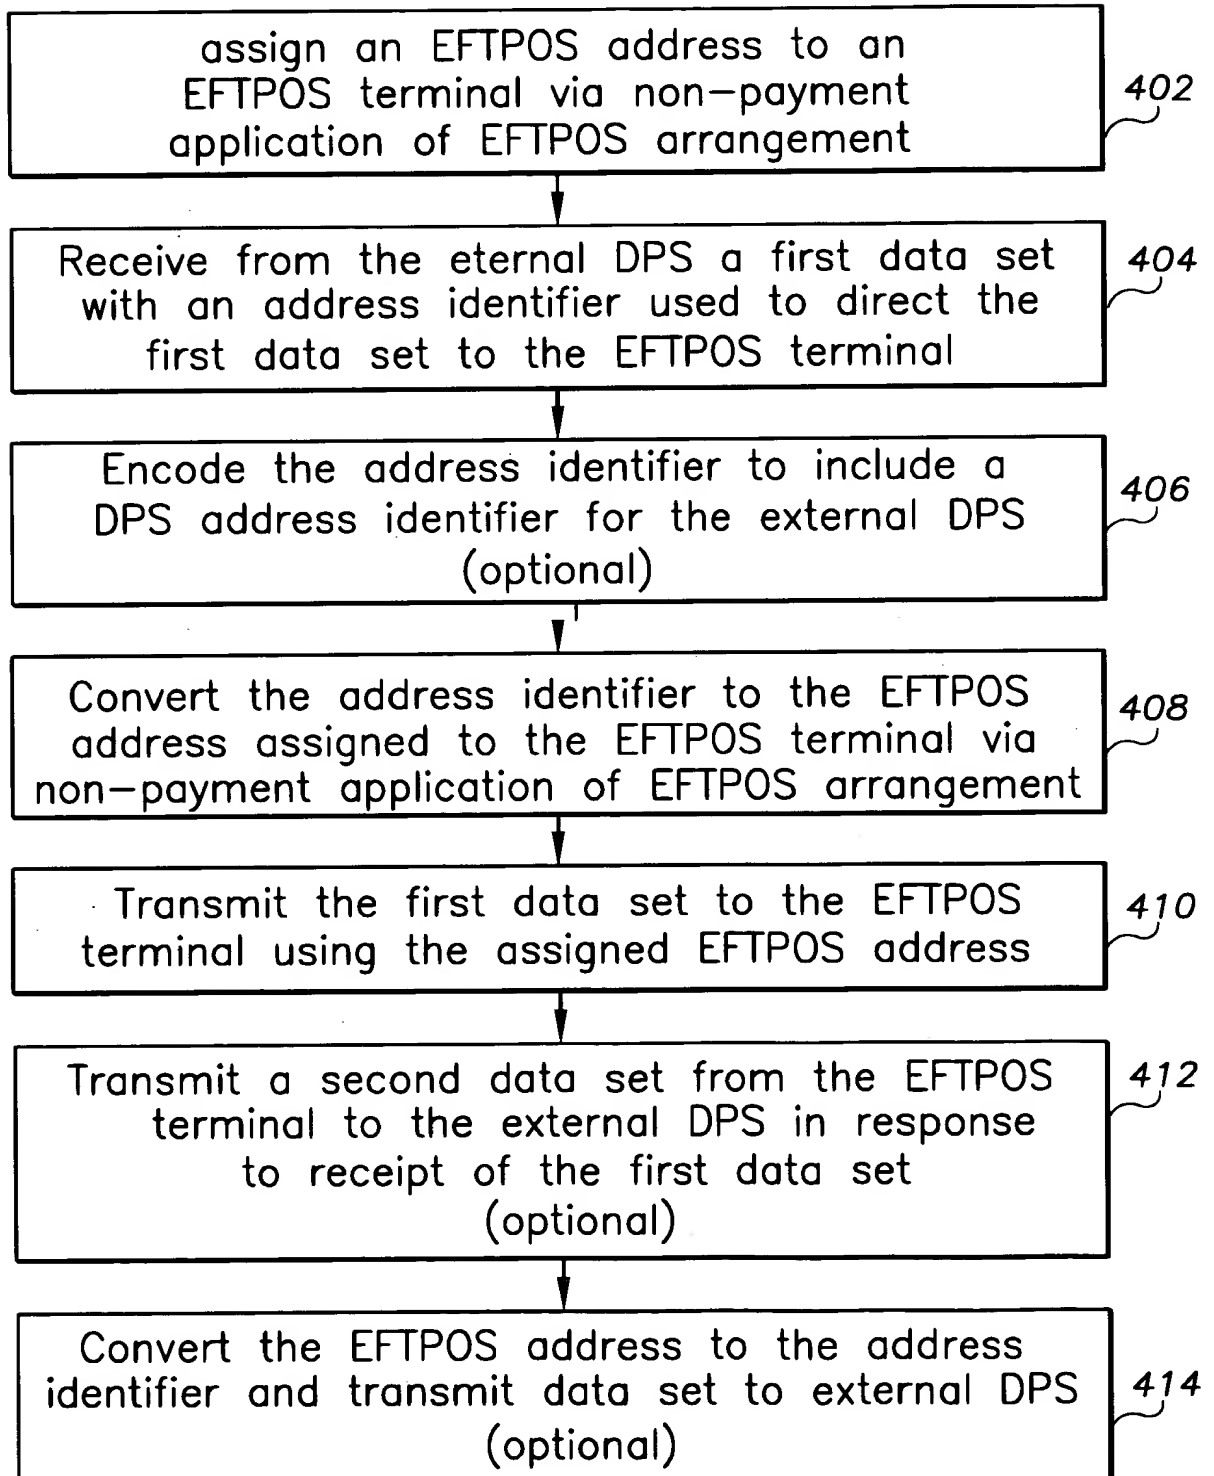 assign an EFTPOS address to an
EFTPOS terminal via non-payment
application of EFTPOS arrangement
402
Receive from the eternal DPS a first data set
with an address identifier used to direct the
first data set to the EFTPOS terminal
404
Encode the address identifier to include a
DPS address identifier for the external DPS
(optional)
406
Convert the address identifier to the EFTPOS
address assigned to the EFTPOS terminal via
non-payment application of EFTPOS arrangement
408
Transmit the first data set to the EFTPOS
terminal using the assigned EFTPOS address
410
Transmit a second data set from the EFTPOS
terminal to the external DPS in response
to receipt of the first data set
(optional)
412
Convert the EFTPOS address to the address
identifier and transmit data set to external DPS
(optional)
414